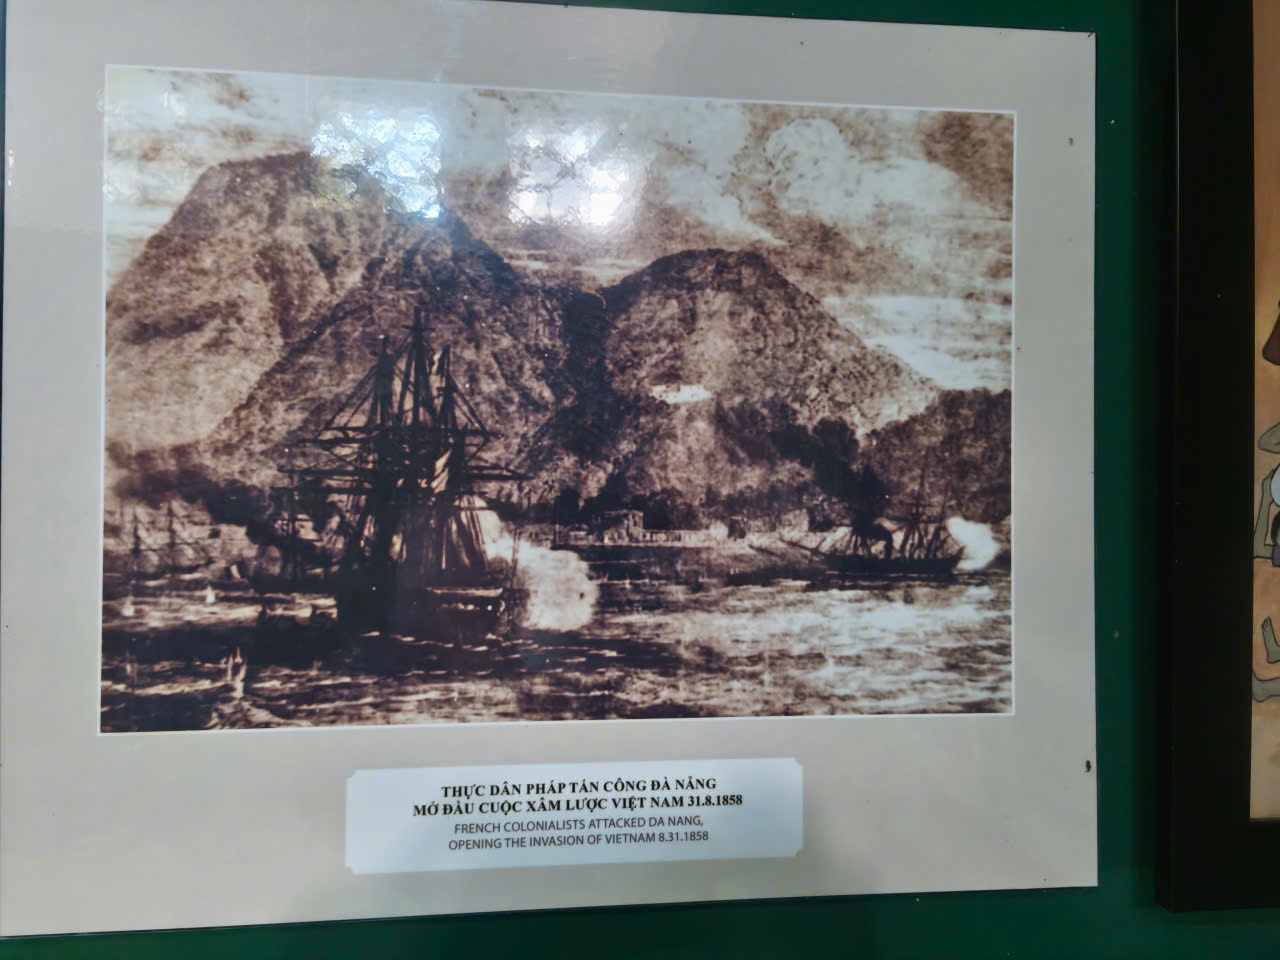 THỰC DÂN PHÁP TẤN CÔNG ĐÀ NẴNG
MỞ ĐẦU CUỘC XÂM LƯỢC VIỆT NAM 31.8.1858
FRENCH COLONIALISTS ATTACKED DA NANG,
OPENING THE INVASION OF VIETNAM 8.31.1858